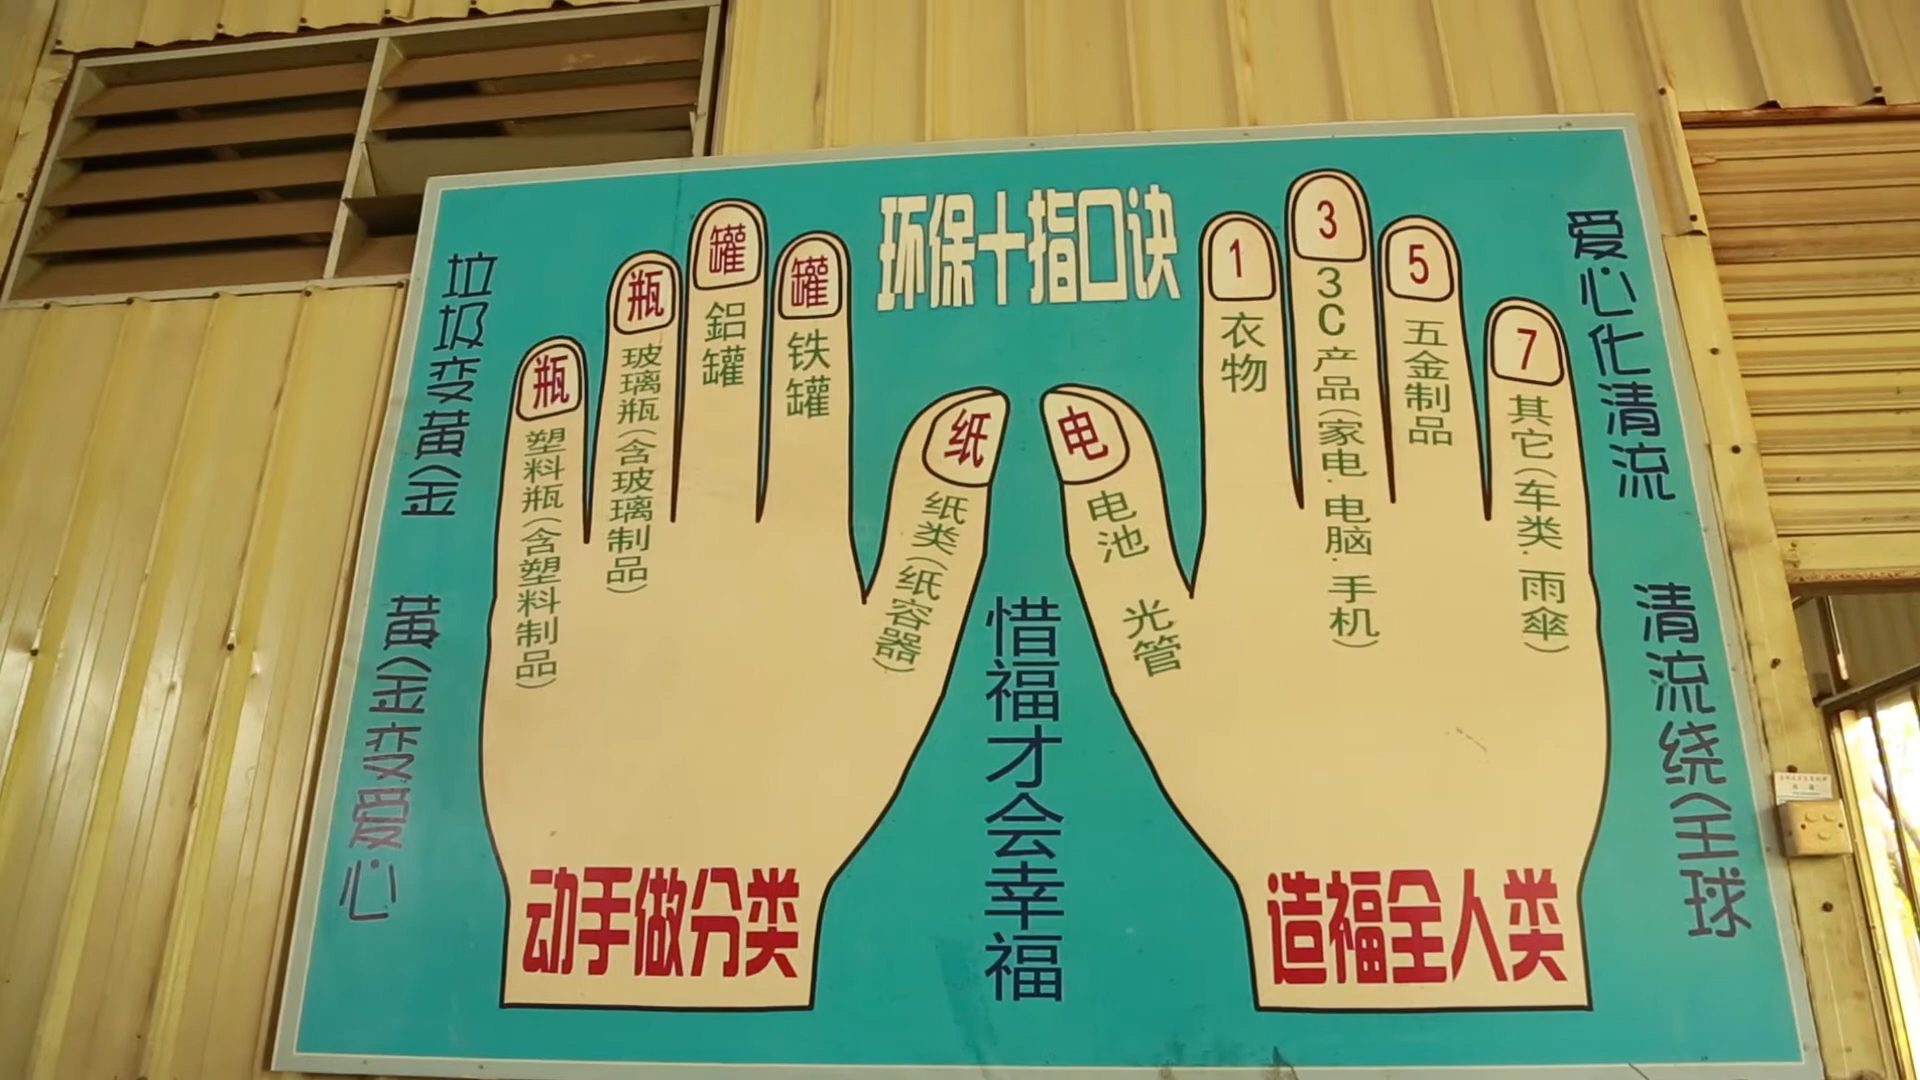 环保十指口诀
垃圾变黄金
黄金变爱心
瓶
塑料瓶(含塑料制品)
瓶
玻璃瓶(含玻璃制品)
罐
鋁罐
罐
铁罐
纸
纸类(纸容器)
动手做分类
惜福才会幸福
电
电池 光管
1
衣物
3
3C产品(家电.电脑.手机)
5
五金制品
7
其它(车类.雨傘)
造福全人类
爱心化清流
清流绕全球